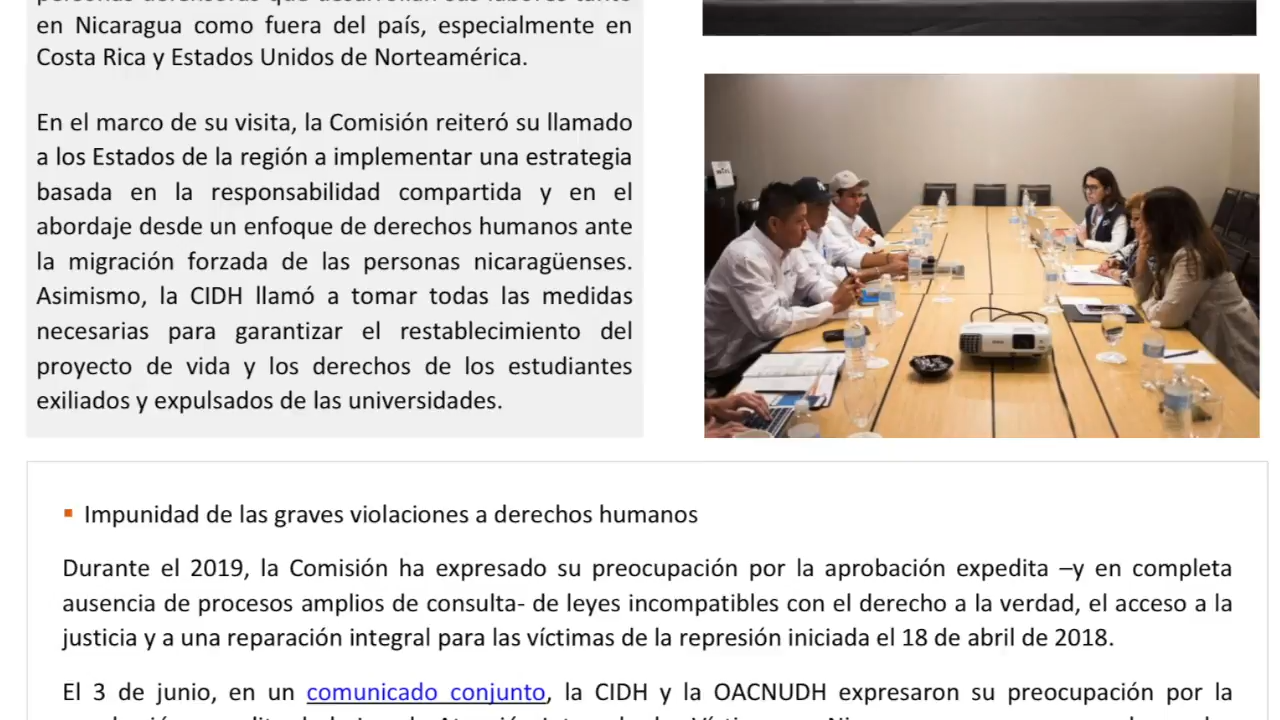 en Nicaragua como fuera del país, especialmente en
Costa Rica y Estados Unidos de Norteamérica.
En el marco de su visita, la Comisión reiteró su llamado
a los Estados de la región a implementar una estrategia
basada en la responsabilidad compartida y en el
abordaje desde un enfoque de derechos humanos ante
la migración forzada de las personas nicaragüenses.
Asimismo, la CIDH llamó a tomar todas las medidas
necesarias para garantizar el restablecimiento del
proyecto de vida y los derechos de los estudiantes
exiliados y expulsados de las universidades.
▪ Impunidad de las graves violaciones a derechos humanos
Durante el 2019, la Comisión ha expresado su preocupación por la aprobación expedita –y en completa
ausencia de procesos amplios de consulta- de leyes incompatibles con el derecho a la verdad, el acceso a la
justicia y a una reparación integral para las víctimas de la represión iniciada el 18 de abril de 2018.
El 3 de junio, en un comunicado conjunto, la CIDH y la OACNUDH expresaron su preocupación por la